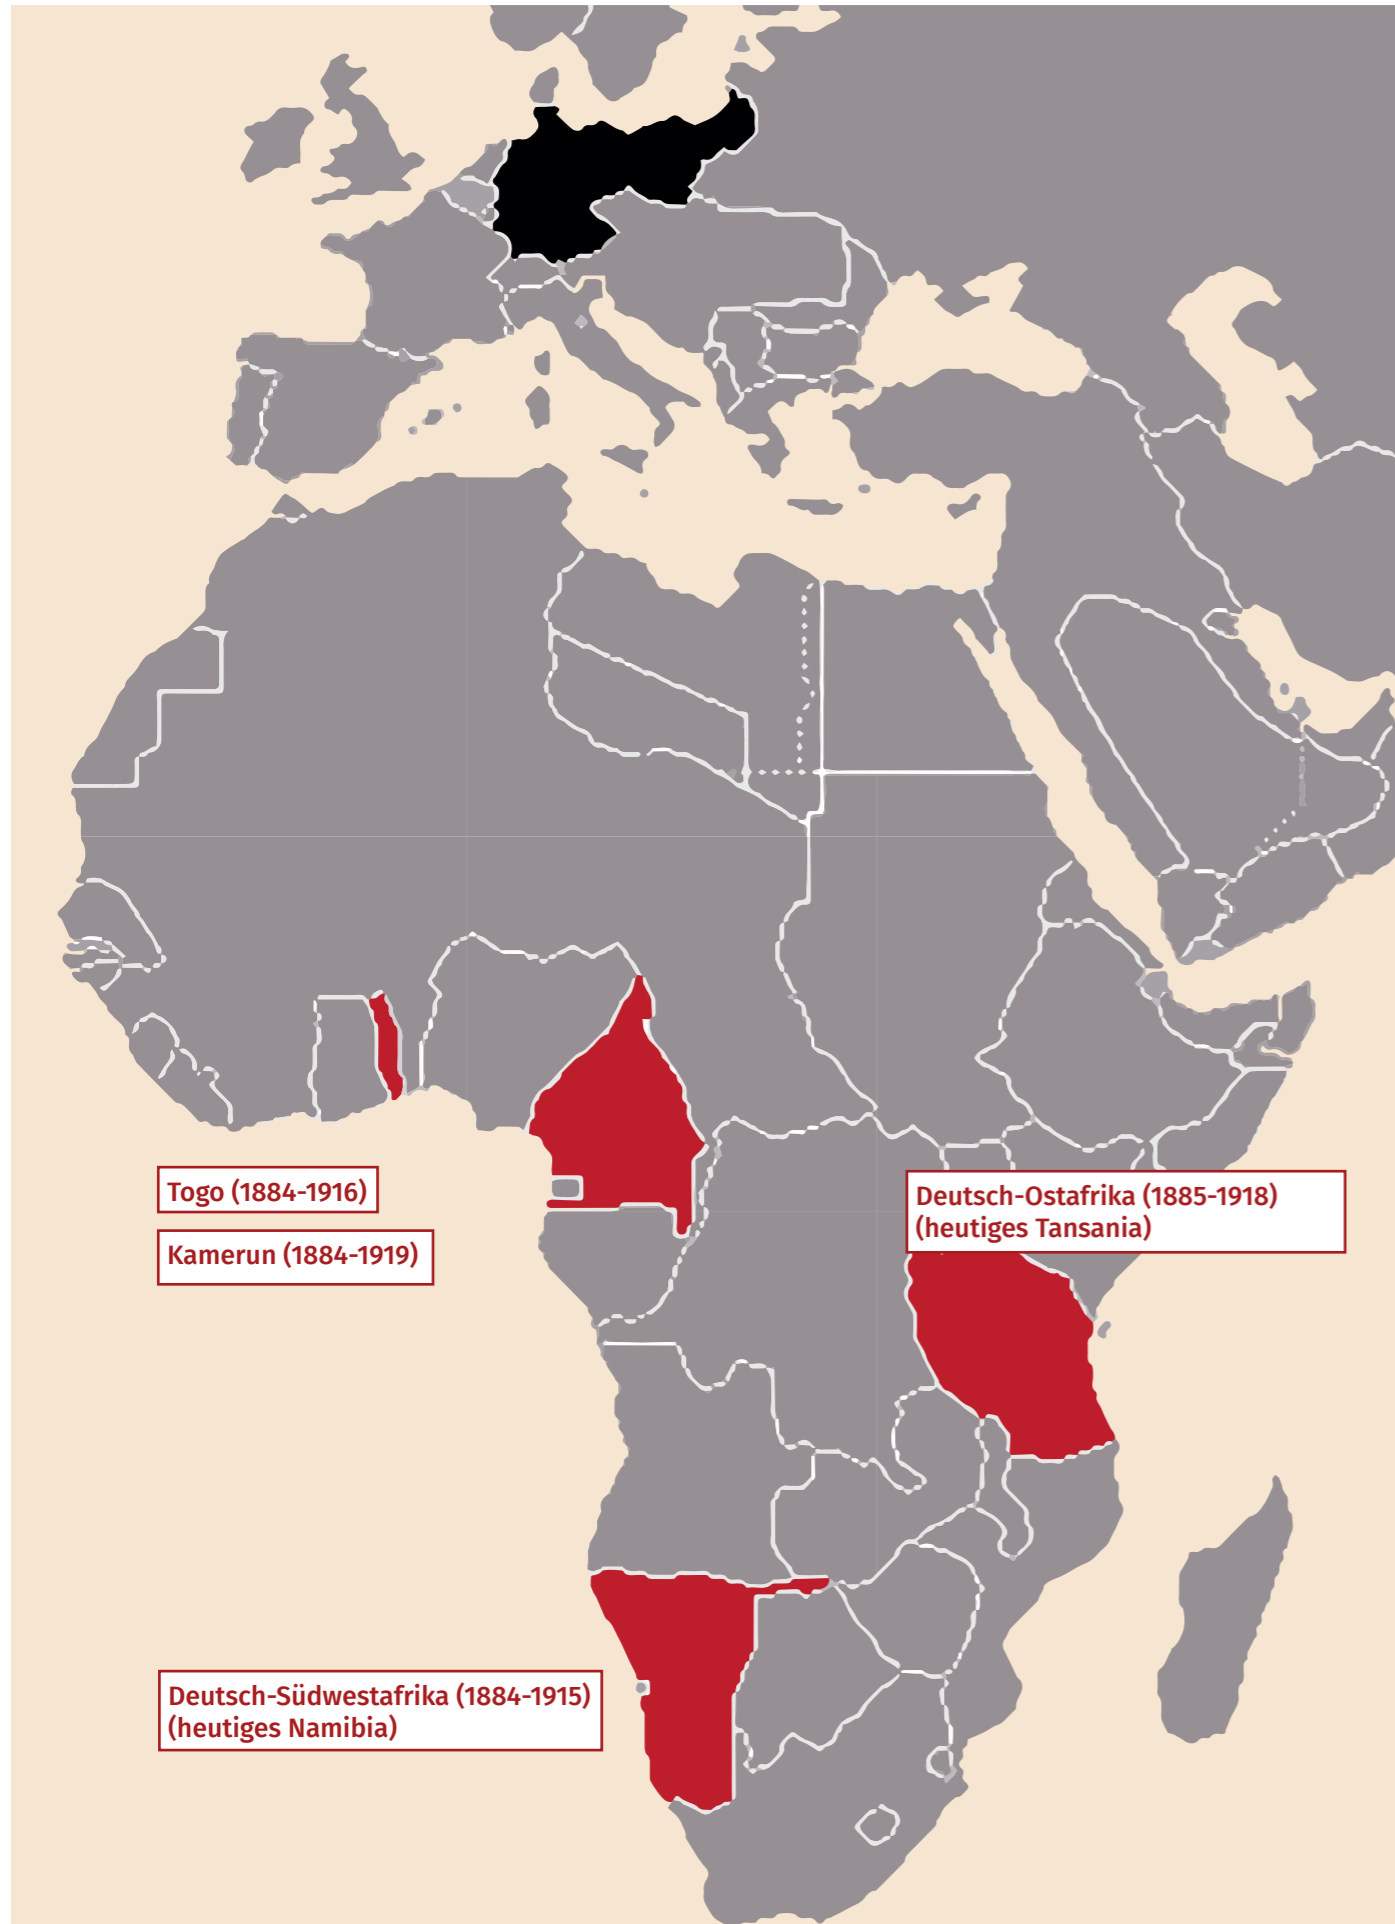 Togo (1884-1916)
Kamerun (1884-1919)
Deutsch-Ostafrika (1885-1918)
(heutiges Tansania)
Deutsch-Südwestafrika (1884-1915)
(heutiges Namibia)